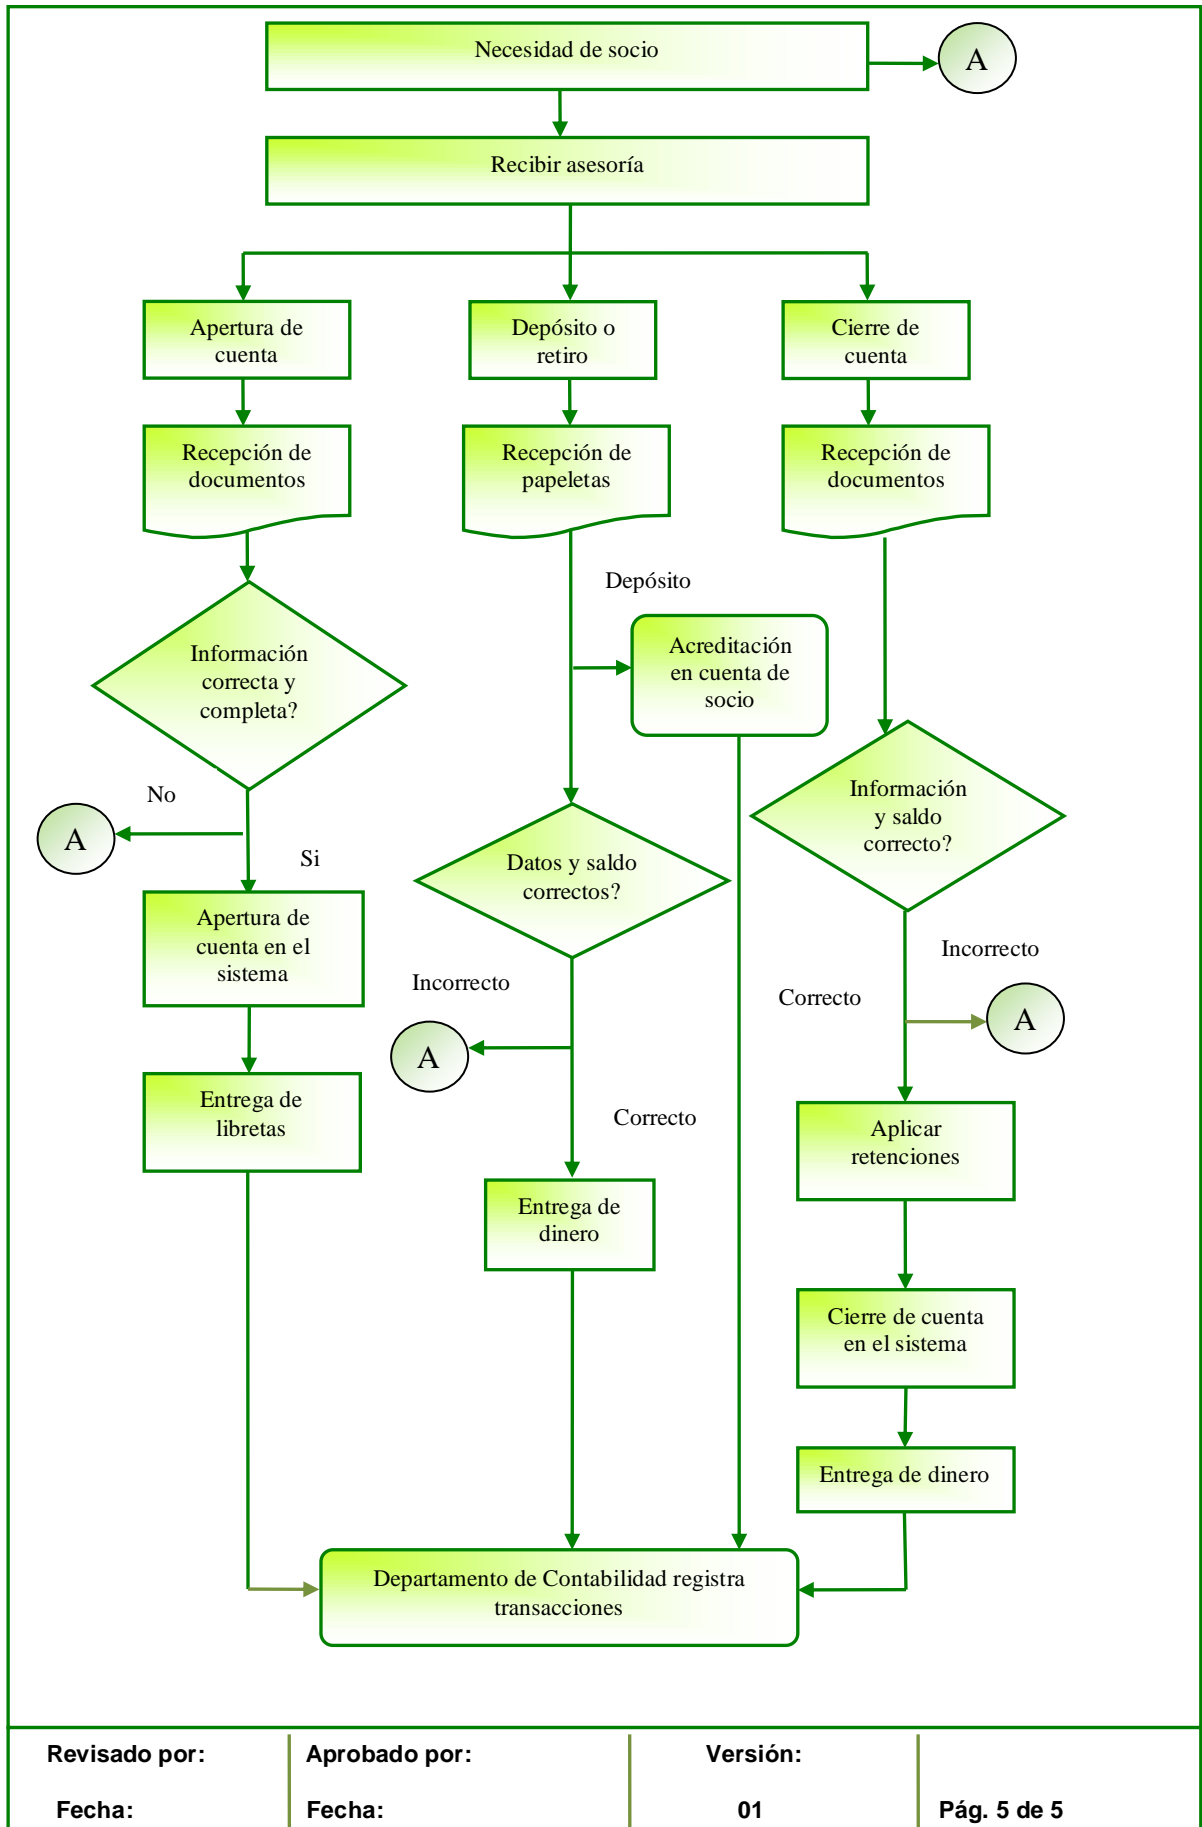 Necesidad de socio
A
Recibir asesoría
Apertura de
cuenta
Depósito o
retiro
Cierre de
cuenta
Recepción de
documentos
Recepción de
papeletas
Recepción de
documentos
Depósito
Información
correcta y
completa?
Acreditación
en cuenta de
socio
No
A
Si
Información
y saldo
correcto?
Datos y saldo
correctos?
Apertura de
cuenta en el
sistema
Incorrecto
A
Correcto
Incorrecto
A
Correcto
Entrega de
libretas
Aplicar
retenciones
Entrega de
dinero
Cierre de cuenta
en el sistema
Entrega de dinero
Departamento de Contabilidad registra
transacciones
Revisado por:
Fecha:
Aprobado por:
Fecha:
Versión:
01
Pág. 5 de 5